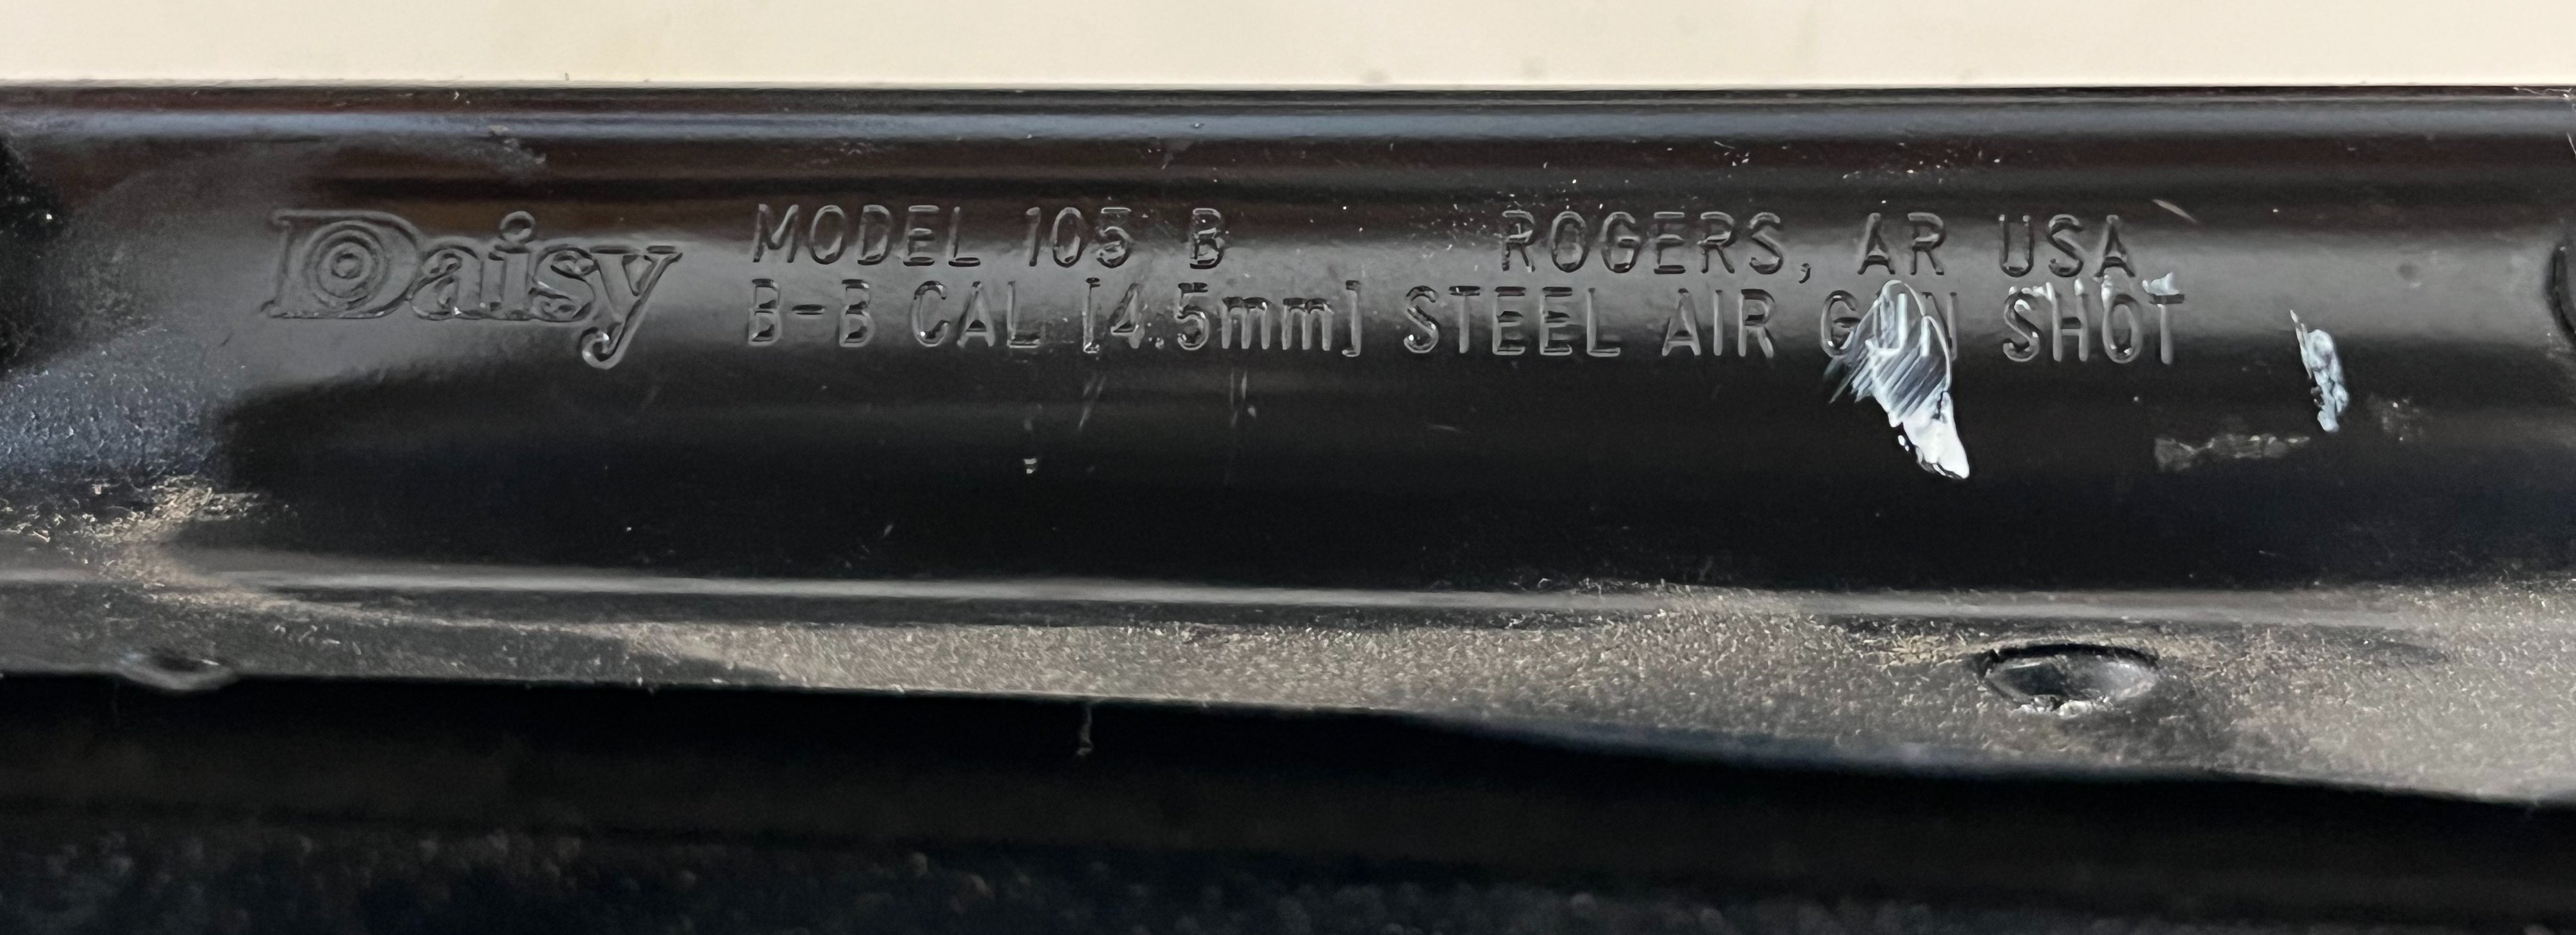 Daisy
MODEL 105 B ROGERS, AR USA
B-B CAL [4.5mm] STEEL AIR GUN SHOT